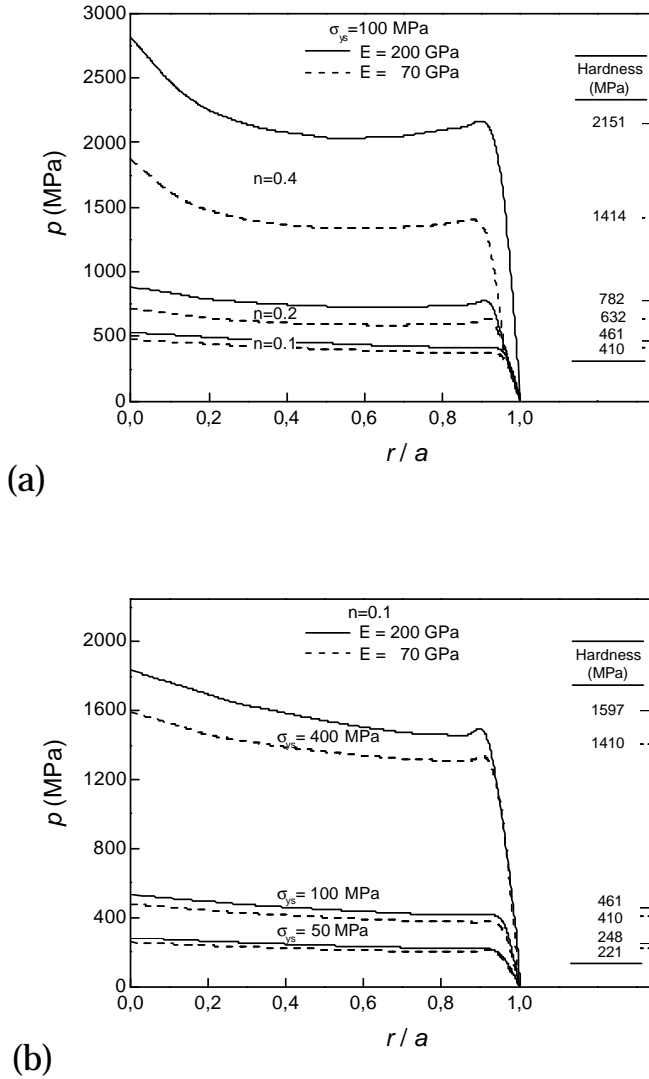 σys=100 MPa
E = 200 GPa
E = 70 GPa
3000
2500
2000
1500
1000
500
0
p (MPa)
n=0.4
n=0.2
n=0.1
Hardness
(MPa)
2151
1414
782
632
461
410
0,0 0,2 0,4 0,6 0,8 1,0
r / a
(a)
n=0.1
E = 200 GPa
E = 70 GPa
2000
1600
1200
800
400
0
p (MPa)
σys= 400 MPa
σys= 100 MPa
σys= 50 MPa
Hardness
(MPa)
1597
1410
461
410
248
221
0,0 0,2 0,4 0,6 0,8 1,0
r / a
(b)